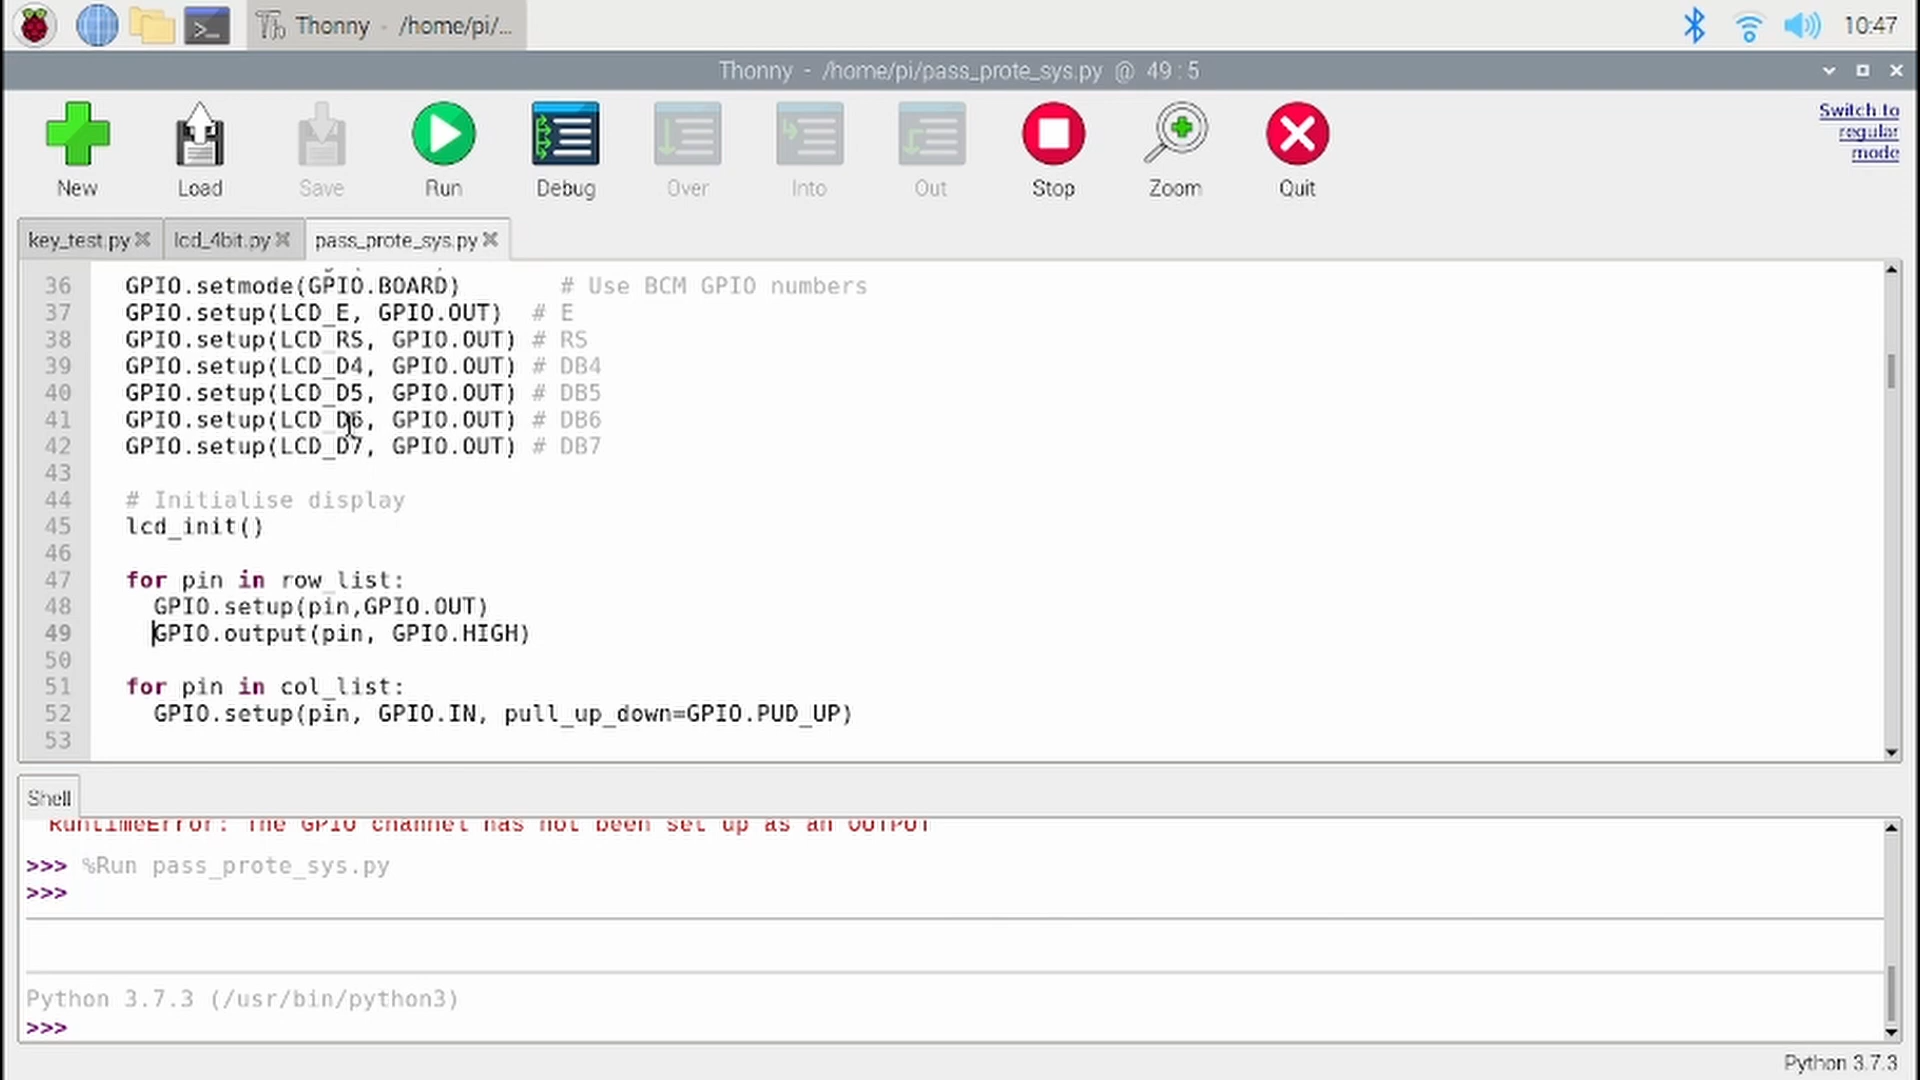 Thonny - /home/pi/... 10:47
Thonny - /home/pi/pass_prote_sys.py @ 49 : 5
Switch to
regular
mode
New Load Save Run Debug Over Into Out Stop Zoom Quit
key_test.py lcd_4bit.py pass_prote_sys.py
36 GPIO.setmode(GPIO.BOARD) # Use BCM GPIO numbers
37 GPIO.setup(LCD_E, GPIO.OUT) # E
38 GPIO.setup(LCD_RS, GPIO.OUT) # RS
39 GPIO.setup(LCD_D4, GPIO.OUT) # DB4
40 GPIO.setup(LCD_D5, GPIO.OUT) # DB5
41 GPIO.setup(LCD_D6, GPIO.OUT) # DB6
42 GPIO.setup(LCD_D7, GPIO.OUT) # DB7
43
44 # Initialise display
45 lcd_init()
46
47 for pin in row_list:
48 GPIO.setup(pin,GPIO.OUT)
49 GPIO.output(pin, GPIO.HIGH)
50
51 for pin in col_list:
52 GPIO.setup(pin, GPIO.IN, pull_up_down=GPIO.PUD_UP)
53
Shell
RuntimeError: The GPIO channel has not been set up as an OUTPUT
>>> %Run pass_prote_sys.py
>>>
Python 3.7.3 (/usr/bin/python3)
>>>
Python 3.7.3